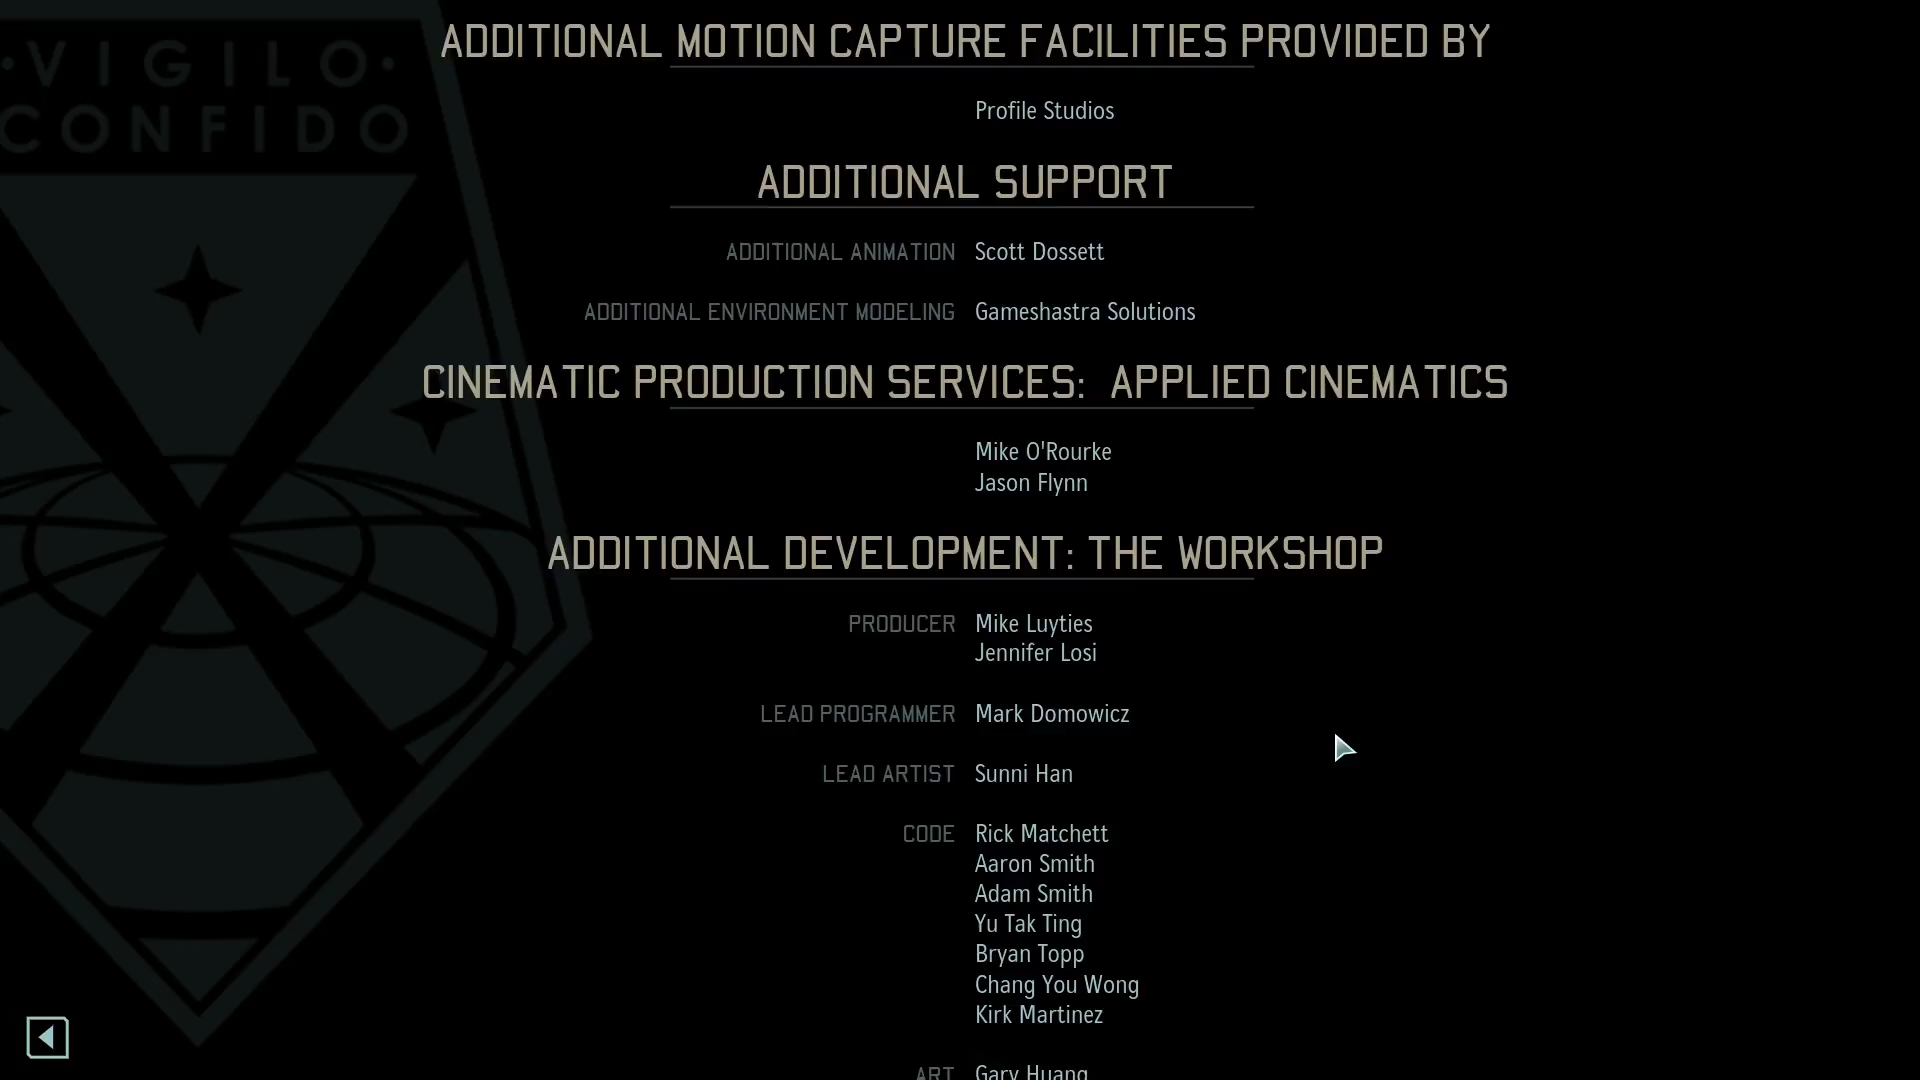 ·VIGILO·
CONFIDO
ADDITIONAL MOTION CAPTURE FACILITIES PROVIDED BY
Profile Studios
ADDITIONAL SUPPORT
ADDITIONAL ANIMATION Scott Dossett
ADDITIONAL ENVIRONMENT MODELING Gameshastra Solutions
CINEMATIC PRODUCTION SERVICES: APPLIED CINEMATICS
Mike O'Rourke
Jason Flynn
ADDITIONAL DEVELOPMENT: THE WORKSHOP
PRODUCER Mike Luyties
Jennifer Losi
LEAD PROGRAMMER Mark Domowicz
LEAD ARTIST Sunni Han
CODE Rick Matchett
Aaron Smith
Adam Smith
Yu Tak Ting
Bryan Topp
Chang You Wong
Kirk Martinez
ART Gary Huang